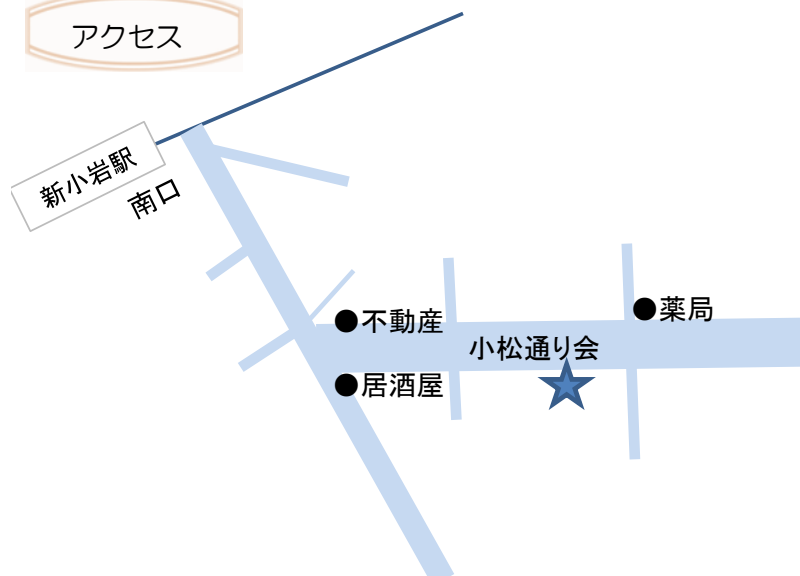 アクセス
新小岩駅
南口
●不動産
●薬局
小松通り会
●居酒屋